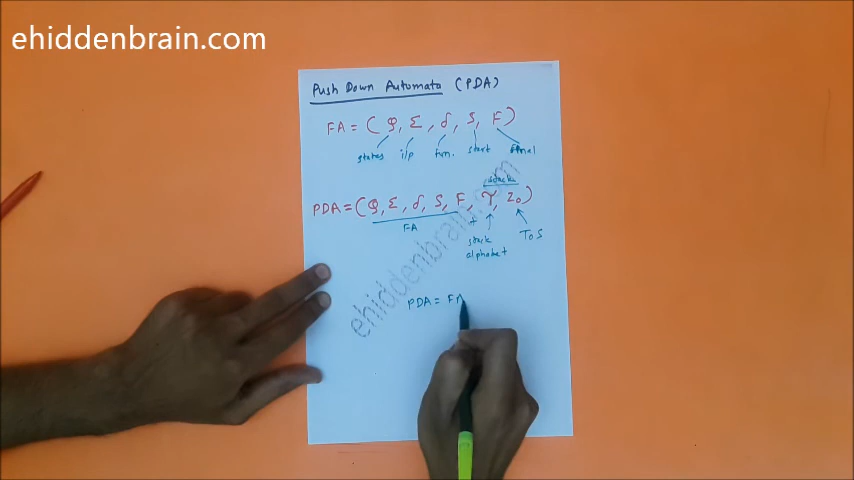 ehiddenbrain.com
Push Down Automata (PDA)
FA = ( Q, Σ, δ, S, F )
states i/p start final
stack
PDA = ( Q, Σ, δ, S, F, Υ, Z₀ )
FA + ↑
stack
alphabet
TOS
ehiddenbrain.com
PDA = FA